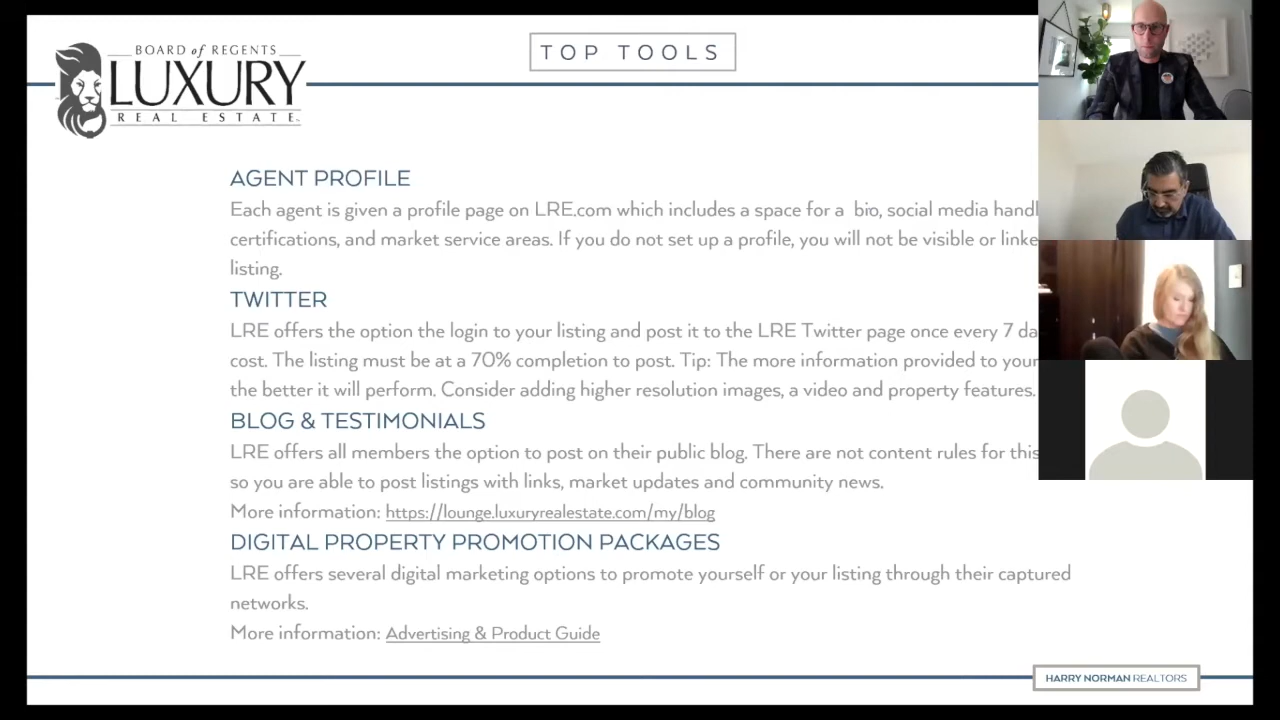 BOARD of REGENTS
LUXURY
REAL ESTATE
TOP TOOLS
AGENT PROFILE
Each agent is given a profile page on LRE.com which includes a space for a bio, social media
certifications, and market service areas. If you do not set up a profile, you will not be visible or
listing.
TWITTER
LRE offers the option the login to your listing and post it to the LRE Twitter page once every 7
cost. The listing must be at a 70% completion to post. Tip: The more information provided to your
the better it will perform. Consider adding higher resolution images, a video and property features.
BLOG & TESTIMONIALS
LRE offers all members the option to post on their public blog. There are not content rules for this
so you are able to post listings with links, market updates and community news.
More information: https://lounge.luxuryrealestate.com/my/blog
DIGITAL PROPERTY PROMOTION PACKAGES
LRE offers several digital marketing options to promote yourself or your listing through their captured
networks.
More information: Advertising & Product Guide
HARRY NORMAN REALTORS